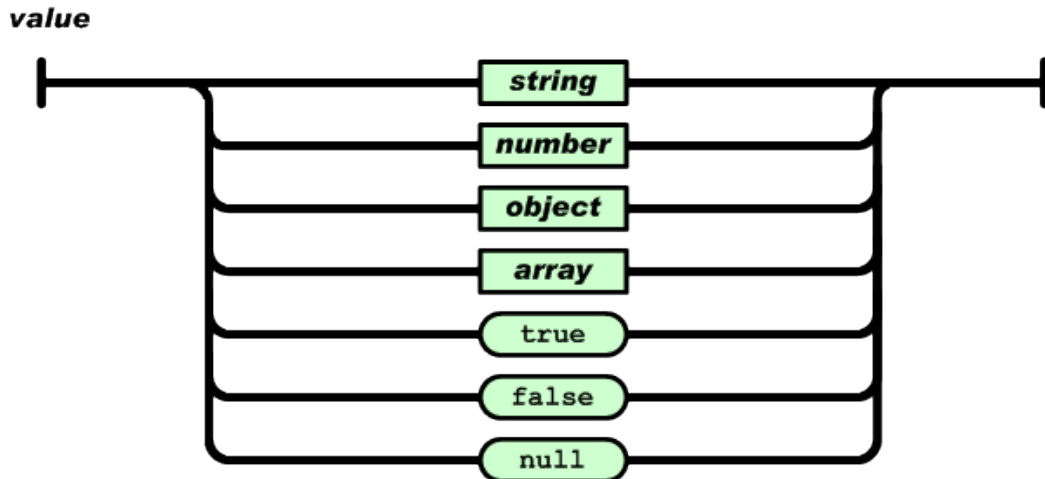 value
string
number
object
array
true
false
null